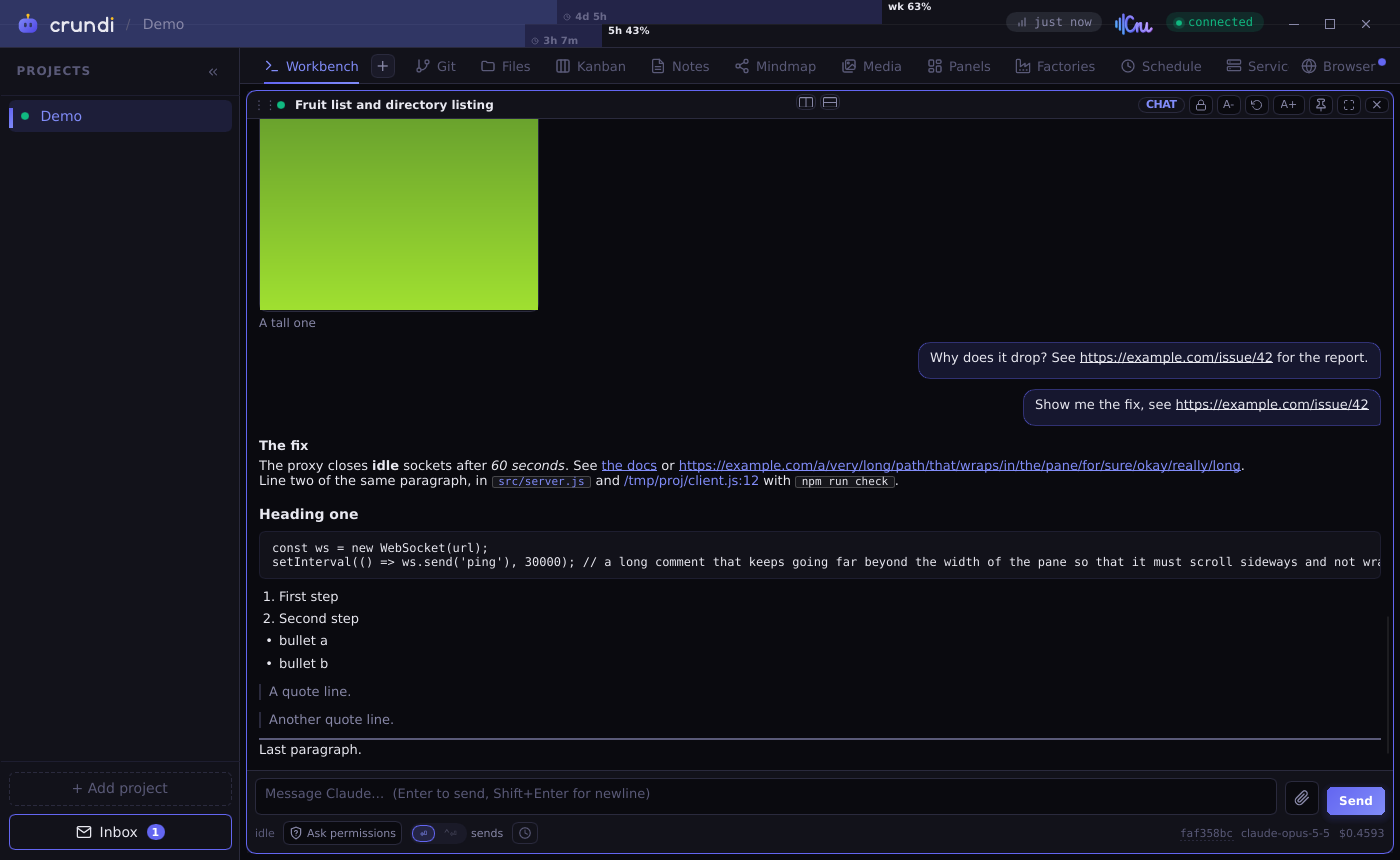 crundi / Demo
4d 5h
wk 63%
3h 7m
5h 43%
just now
Cru
connected
PROJECTS
Demo
+ Add project
Inbox 1
Workbench
+
Git
Files
Kanban
Notes
Mindmap
Media
Panels
Factories
Schedule
Servic
Browser
Fruit list and directory listing
CHAT
A-
A+
A tall one
Why does it drop? See https://example.com/issue/42 for the report.
Show me the fix, see https://example.com/issue/42
The fix
The proxy closes idle sockets after 60 seconds. See the docs or https://example.com/a/very/long/path/that/wraps/in/the/pane/for/sure/okay/really/long.
Line two of the same paragraph, in src/server.js and /tmp/proj/client.js:12 with npm run check.
Heading one
const ws = new WebSocket(url);
setInterval(() => ws.send('ping'), 30000); // a long comment that keeps going far beyond the width of the pane so that it must scroll sideways and not wra
1. First step
2. Second step
• bullet a
• bullet b
A quote line.
Another quote line.
Last paragraph.
Message Claude… (Enter to send, Shift+Enter for newline)
Send
idle
Ask permissions
sends
faf358bc claude-opus-5-5 $0.4593